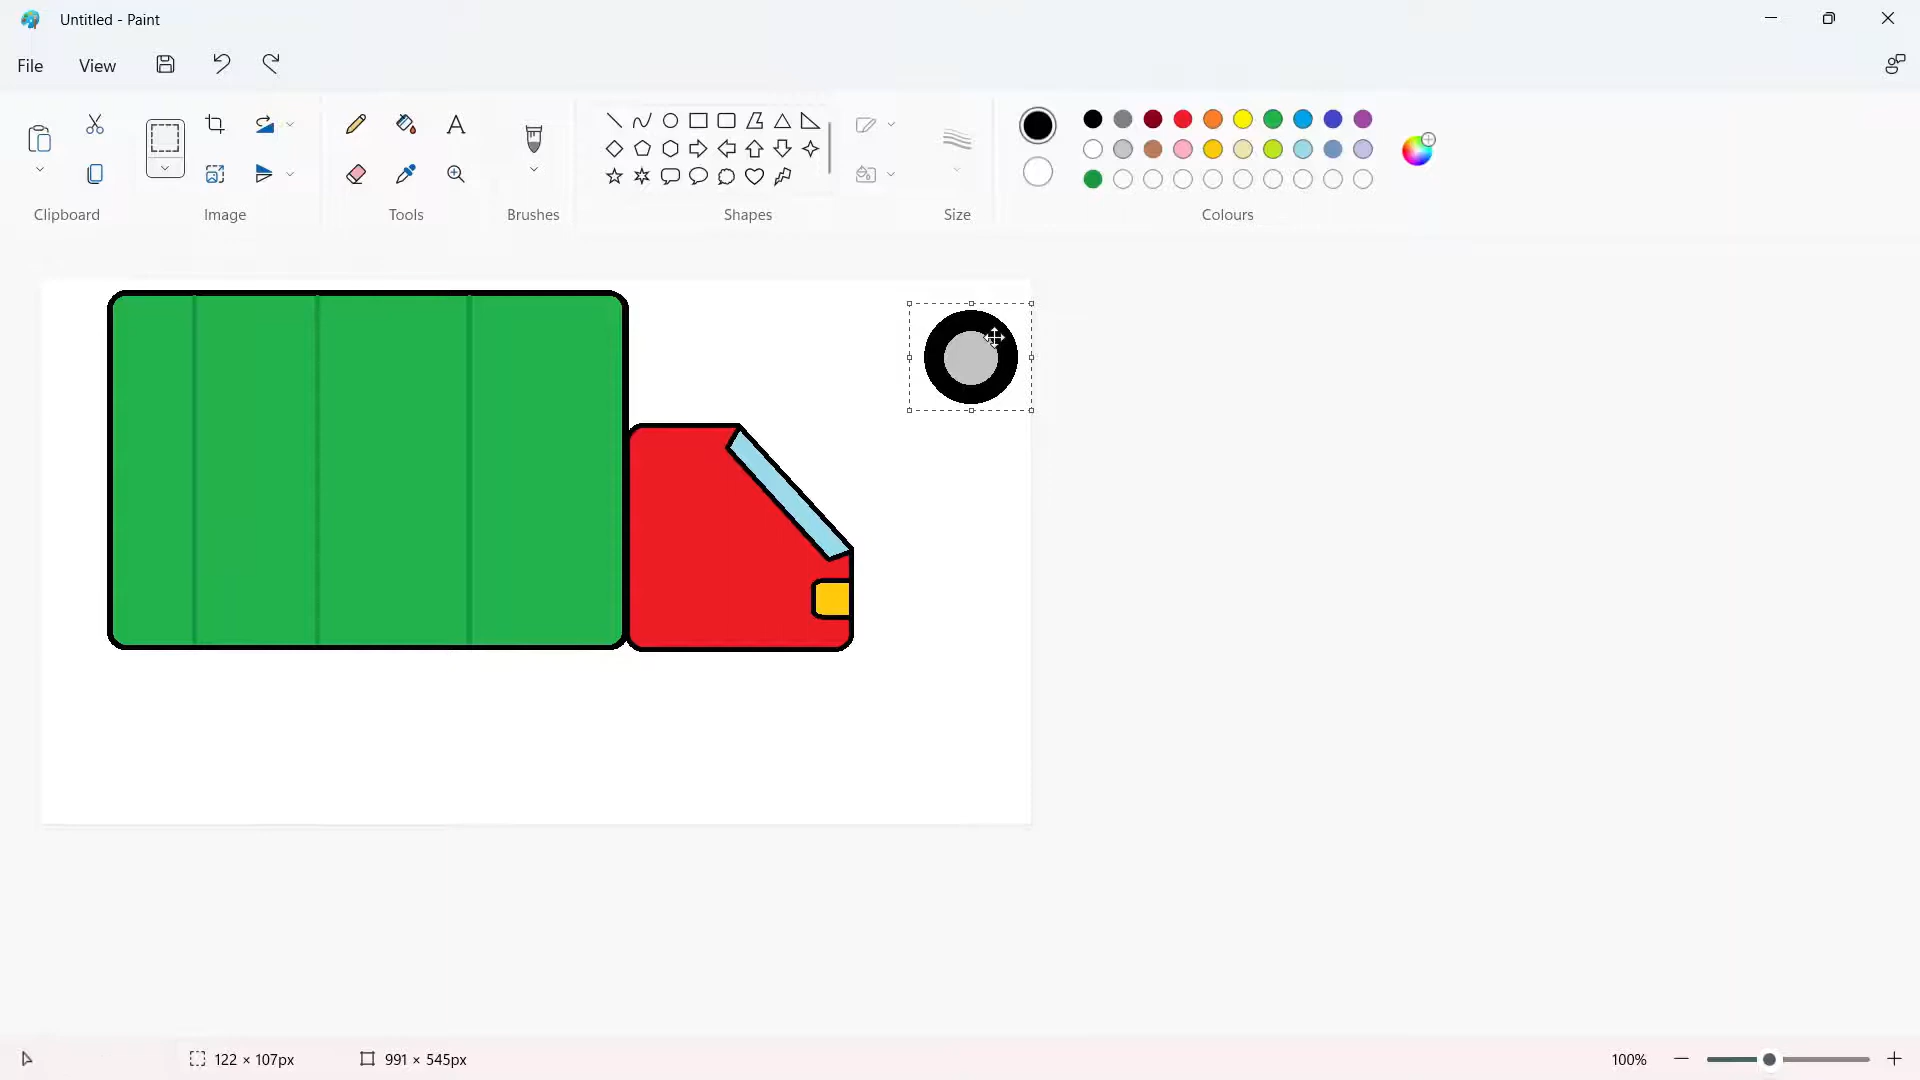 Untitled - Paint
File View
Clipboard Image Tools Brushes Shapes Size Colours
122 × 107px 991 × 545px 100%